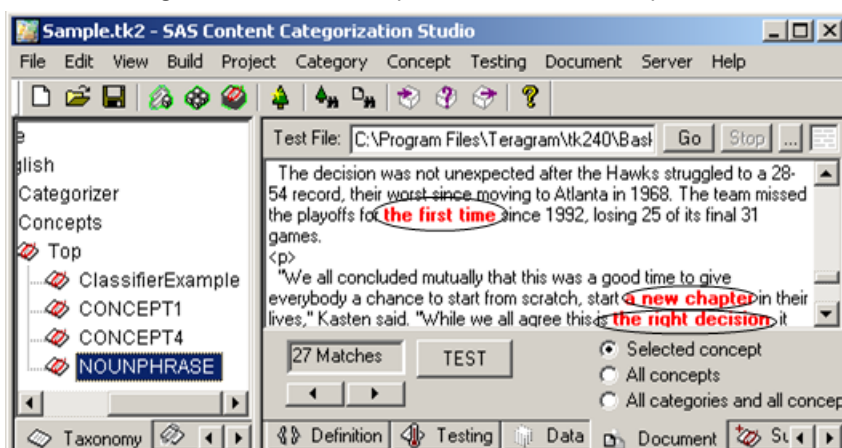 Sample.tk2 - SAS Content Categorization Studio
File Edit View Build Project Category Concept Testing Document Server Help
Test File: C:\Program Files\Teragram\tk240\Bask Go Stop ...
glish
Categorizer
Concepts
Top
ClassifierExample
CONCEPT1
CONCEPT4
NOUNPHRASE
Taxonomy
The decision was not unexpected after the Hawks struggled to a 28-
54 record, their worst since moving to Atlanta in 1968. The team missed
the playoffs for the first time since 1992, losing 25 of its final 31
games.
<p>
"We all concluded mutually that this was a good time to give
everybody a chance to start from scratch, start a new chapter in their
lives," Kasten said. "While we all agree this is the right decision, it
27 Matches TEST
Selected concept
All concepts
All categories and all concep
Definition Testing Data Document